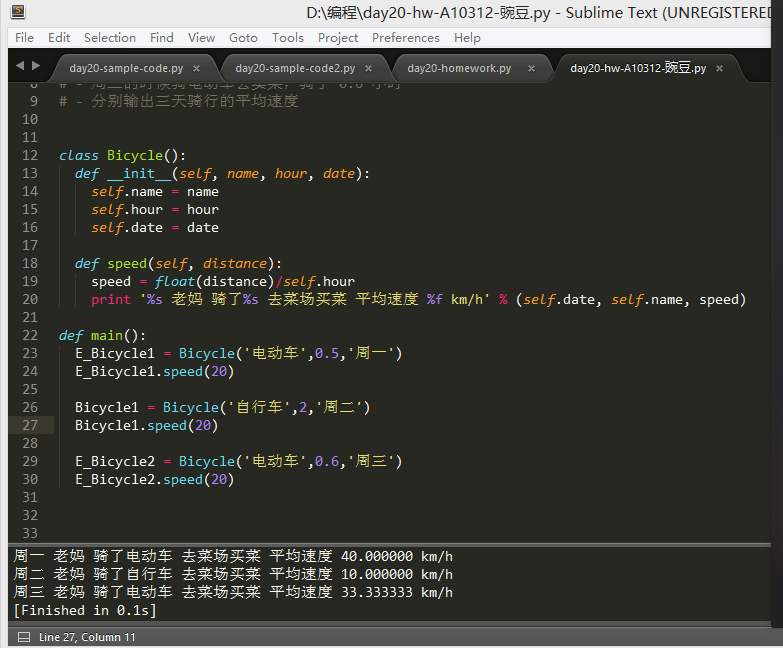 D:\编程\day20-hw-A10312-豌豆.py - Sublime Text (UNREGISTERED
File Edit Selection Find View Goto Tools Project Preferences Help
day20-sample-code.py × day20-sample-code2.py × day20-homework.py × day20-hw-A10312-豌豆.py ×
8 # - 周三的时候骑电动车去买菜，骑了 0.6 小时
9 # - 分别输出三天骑行的平均速度
10
11
12 class Bicycle():
13 def __init__(self, name, hour, date):
14 self.name = name
15 self.hour = hour
16 self.date = date
17
18 def speed(self, distance):
19 speed = float(distance)/self.hour
20 print '%s 老妈 骑了%s 去菜场买菜 平均速度 %f km/h' % (self.date, self.name, speed)
21
22 def main():
23 E_Bicycle1 = Bicycle('电动车',0.5,'周一')
24 E_Bicycle1.speed(20)
25
26 Bicycle1 = Bicycle('自行车',2,'周二')
27 Bicycle1.speed(20)
28
29 E_Bicycle2 = Bicycle('电动车',0.6,'周三')
30 E_Bicycle2.speed(20)
31
32
33
周一 老妈 骑了电动车 去菜场买菜 平均速度 40.000000 km/h
周二 老妈 骑了自行车 去菜场买菜 平均速度 10.000000 km/h
周三 老妈 骑了电动车 去菜场买菜 平均速度 33.333333 km/h
[Finished in 0.1s]
Line 27, Column 11